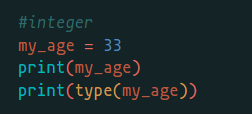 #integer
my_age = 33
print(my_age)
print(type(my_age))